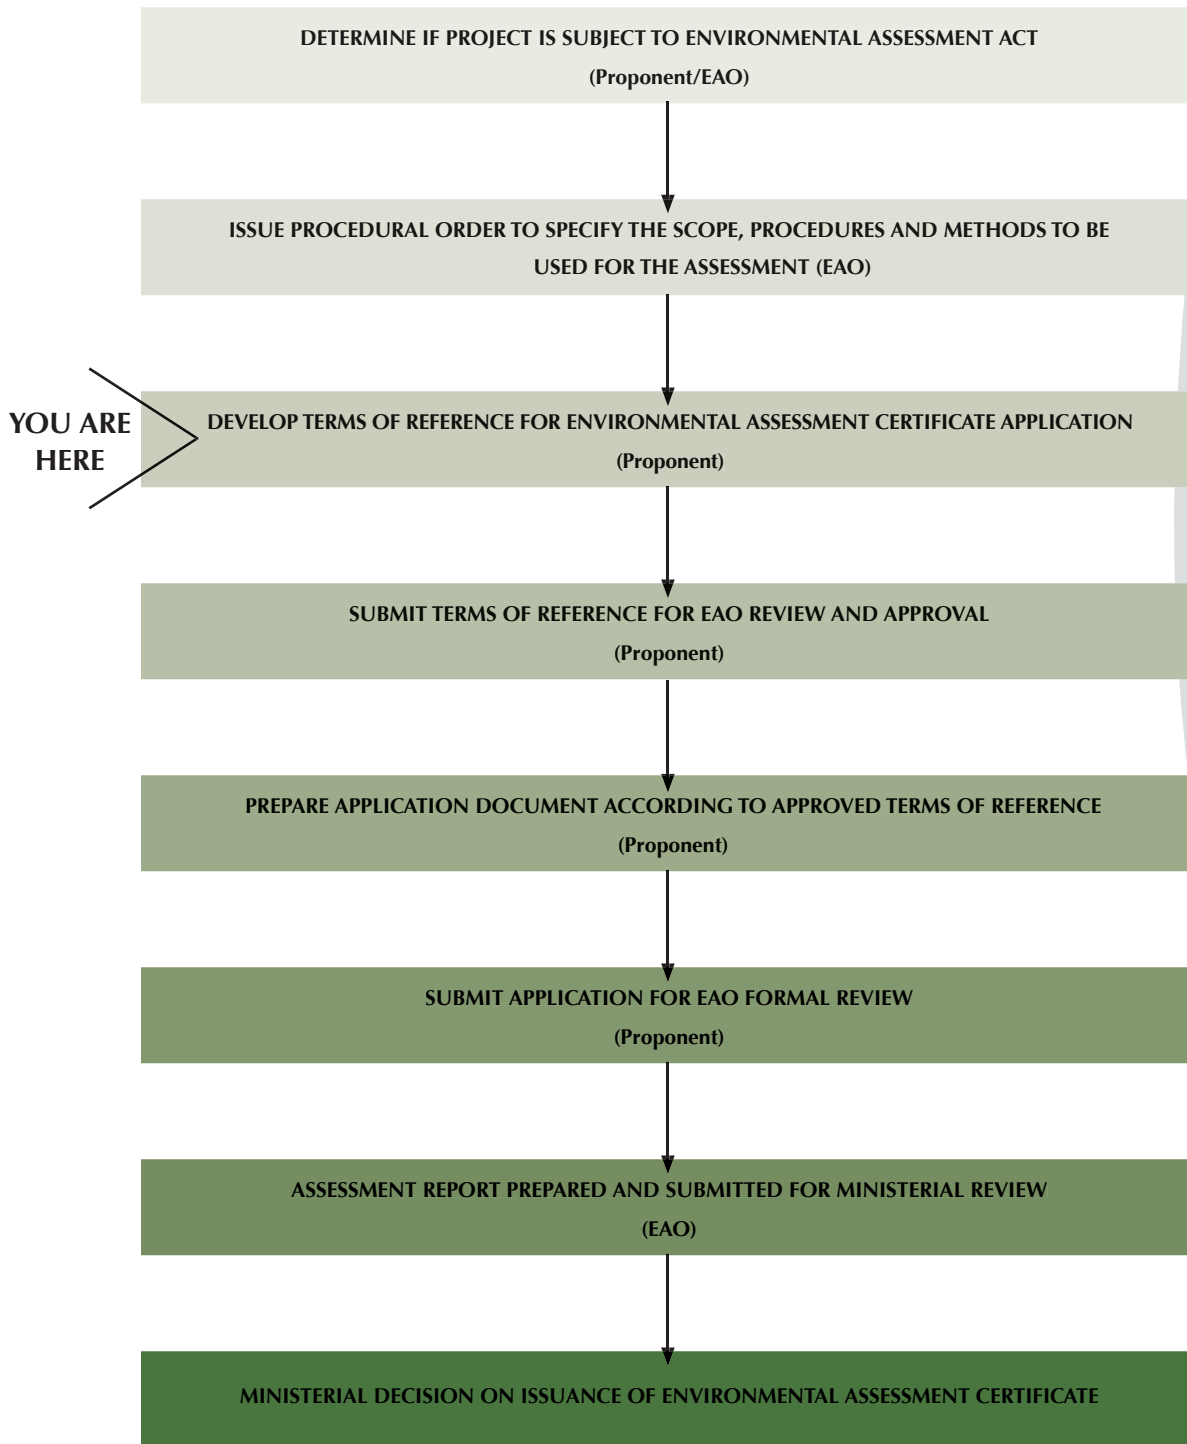 DETERMINE IF PROJECT IS SUBJECT TO ENVIRONMENTAL ASSESSMENT ACT
(Proponent/EAO)
ISSUE PROCEDURAL ORDER TO SPECIFY THE SCOPE, PROCEDURES AND METHODS TO BE
USED FOR THE ASSESSMENT (EAO)
YOU ARE
HERE
DEVELOP TERMS OF REFERENCE FOR ENVIRONMENTAL ASSESSMENT CERTIFICATE APPLICATION
(Proponent)
SUBMIT TERMS OF REFERENCE FOR EAO REVIEW AND APPROVAL
(Proponent)
PREPARE APPLICATION DOCUMENT ACCORDING TO APPROVED TERMS OF REFERENCE
(Proponent)
SUBMIT APPLICATION FOR EAO FORMAL REVIEW
(Proponent)
ASSESSMENT REPORT PREPARED AND SUBMITTED FOR MINISTERIAL REVIEW
(EAO)
MINISTERIAL DECISION ON ISSUANCE OF ENVIRONMENTAL ASSESSMENT CERTIFICATE